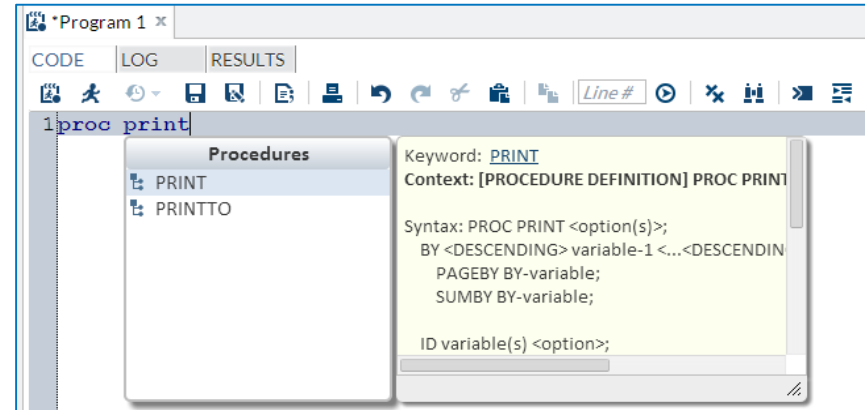 *Program 1 ×
CODE LOG RESULTS
Line #
1 proc print
Procedures
PRINT
PRINTTO
Keyword: PRINT
Context: [PROCEDURE DEFINITION] PROC PRINT
Syntax: PROC PRINT <option(s)>;
BY <DESCENDING> variable-1 <...<DESCENDIN
PAGEBY BY-variable;
SUMBY BY-variable;
ID variable(s) <option>;